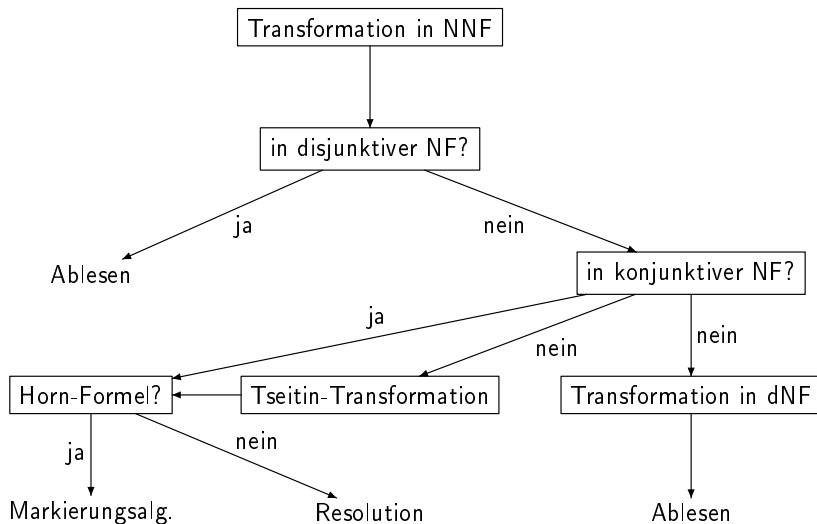 Transformation in NNF
in disjunktiver NF?
ja
nein
Ablesen
in konjunktiver NF?
ja
nein
nein
Horn-Formel?
Tseitin-Transformation
Transformation in dNF
ja
nein
Markierungsalg.
Resolution
Ablesen